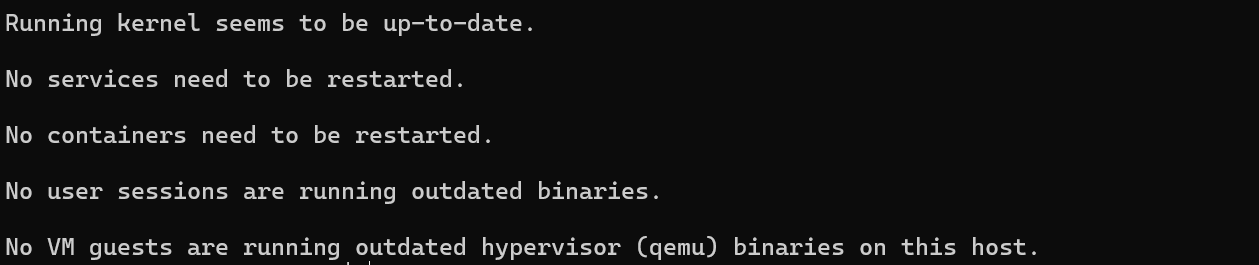 Running kernel seems to be up-to-date.
No services need to be restarted.
No containers need to be restarted.
No user sessions are running outdated binaries.
No VM guests are running outdated hypervisor (qemu) binaries on this host.